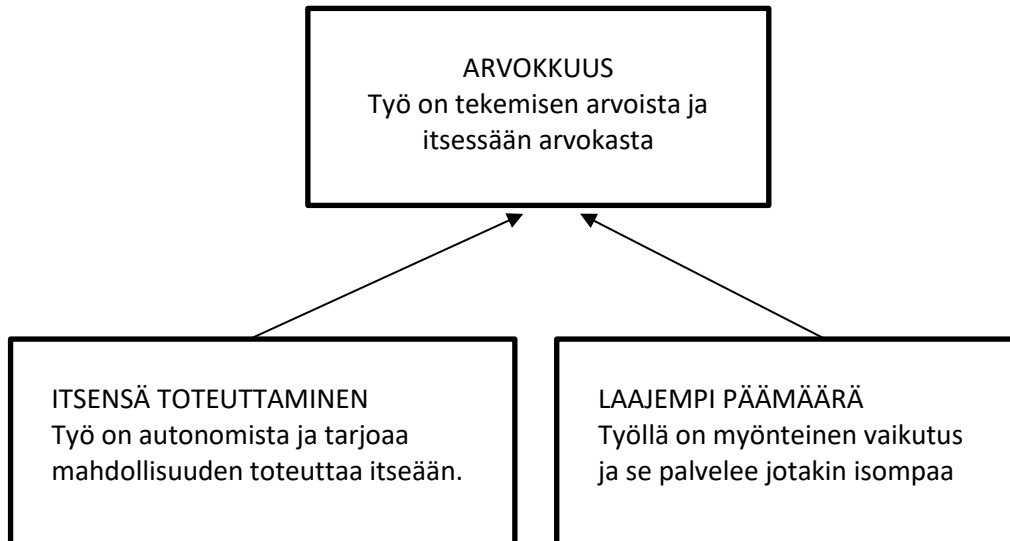 ARVOKKUUS
Työ on tekemisen arvoista ja
itsessään arvokasta
ITSENSÄ TOTEUTTAMINEN
Työ on autonomista ja tarjoaa
mahdollisuuden toteuttaa itseään.
LAAJEMPI PÄÄMÄÄRÄ
Työllä on myönteinen vaikutus
ja se palvelee jotakin isompaa